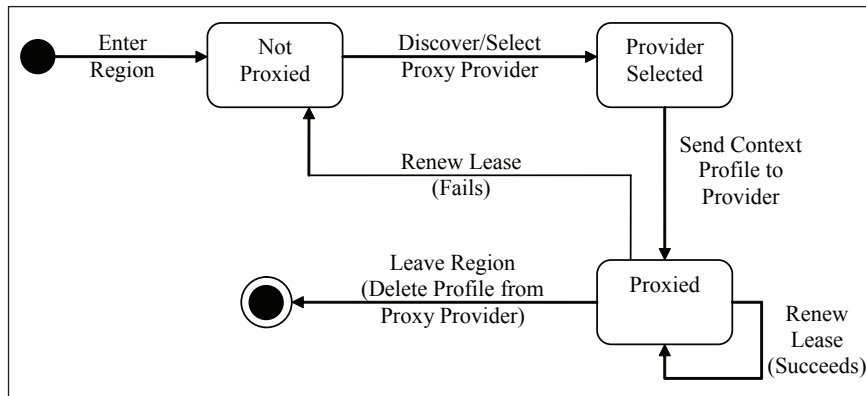 Enter
Region
Not
Proxied
Discover/Select
Proxy Provider
Provider
Selected
Send Context
Profile to
Provider
Renew Lease
(Fails)
Leave Region
(Delete Profile from
Proxy Provider)
Proxied
Renew
Lease
(Succeeds)